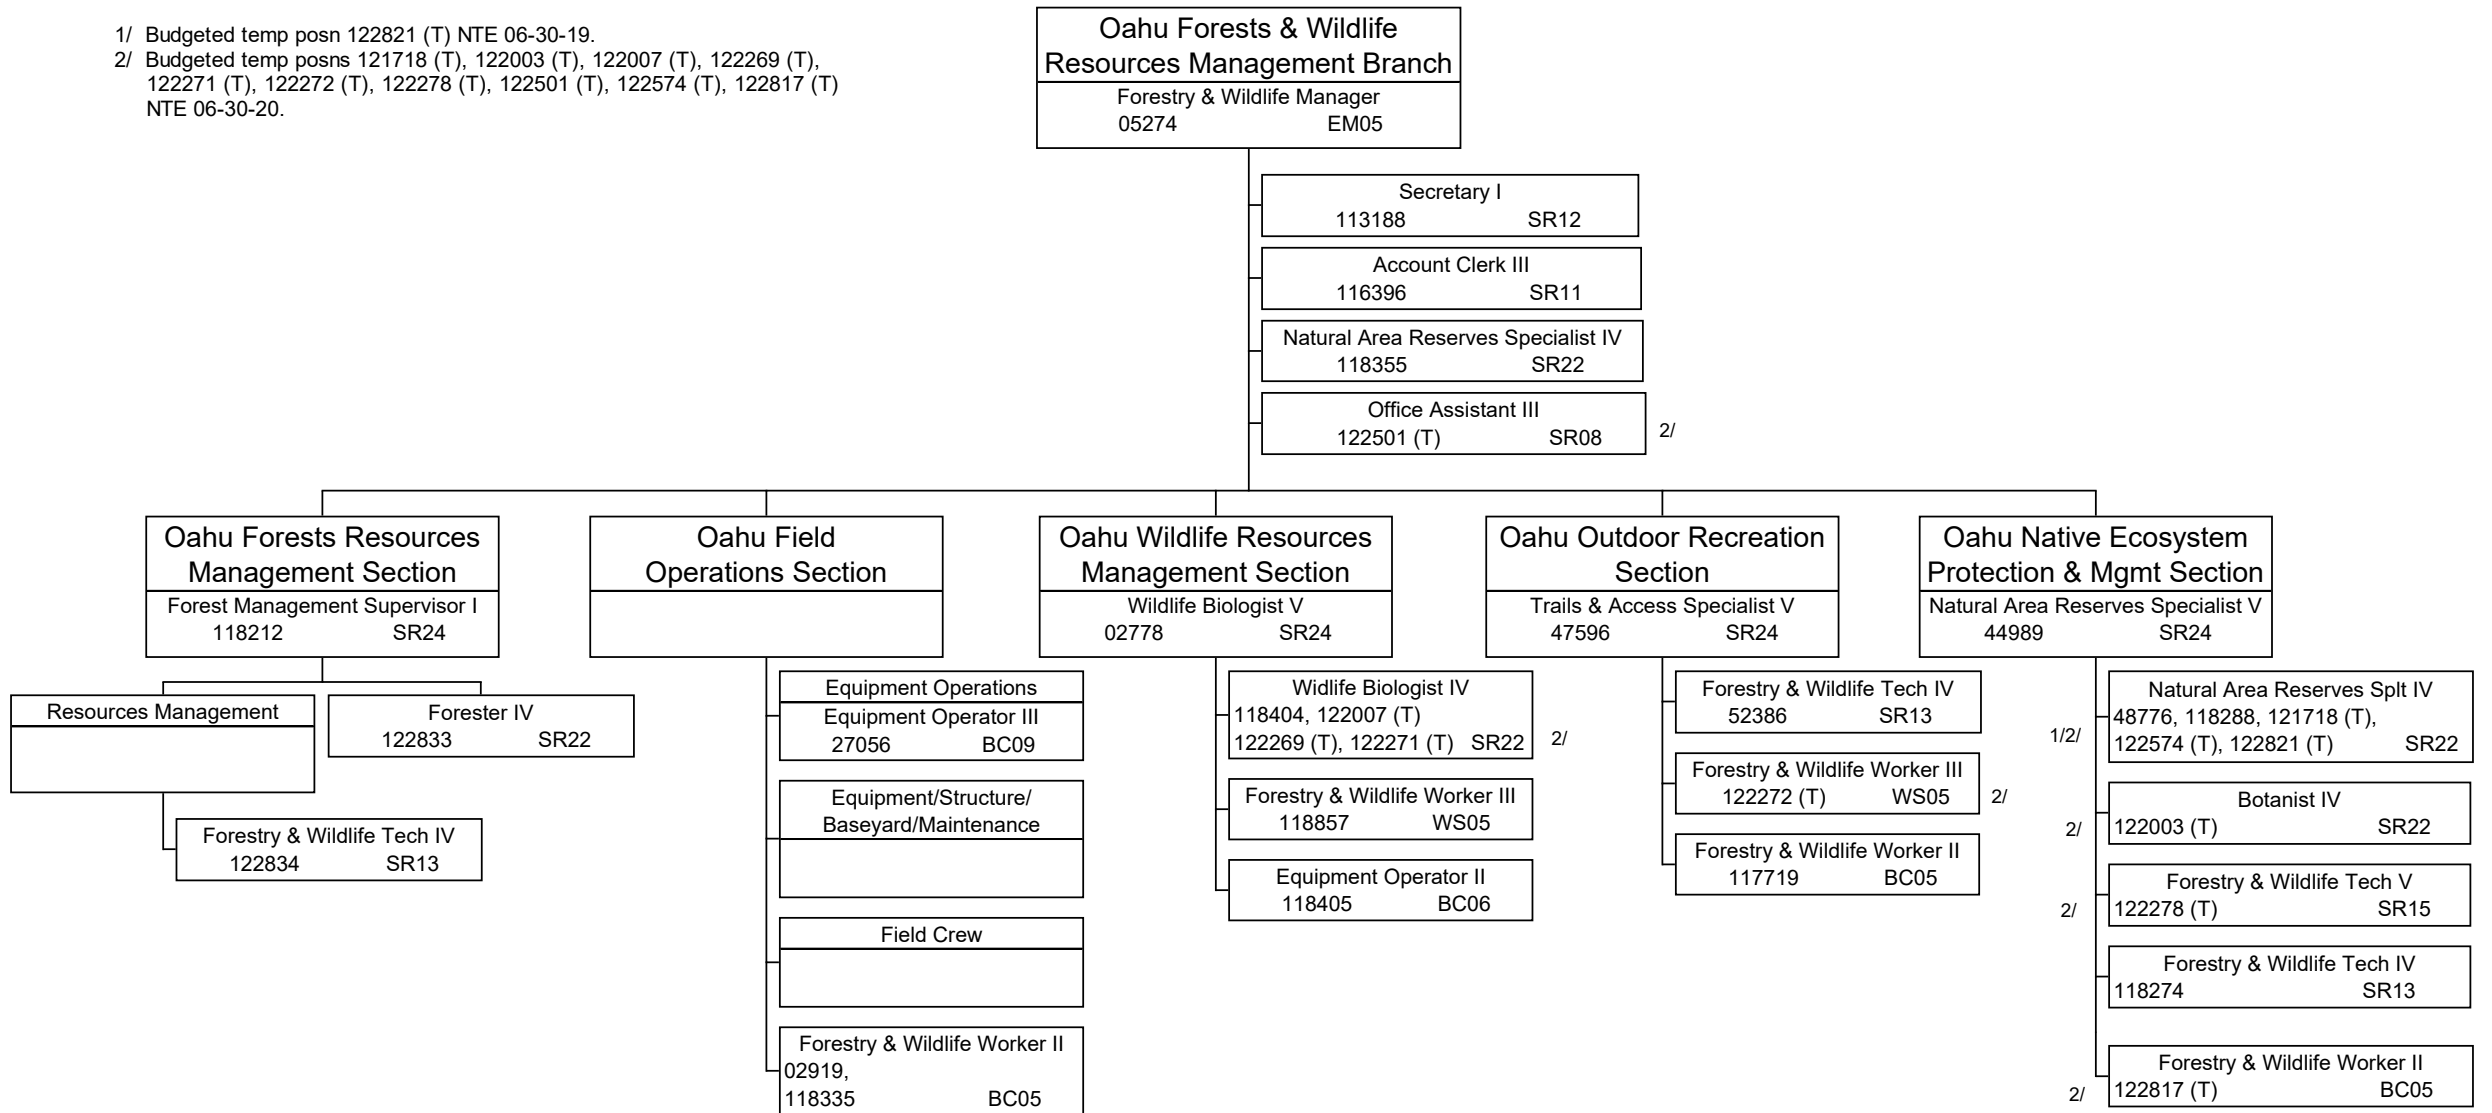 1/ Budgeted temp posn 122821 (T) NTE 06-30-19.
2/ Budgeted temp posns 121718 (T), 122003 (T), 122007 (T), 122269 (T),
122271 (T), 122272 (T), 122278 (T), 122501 (T), 122574 (T), 122817 (T)
NTE 06-30-20.
Oahu Forests & Wildlife
Resources Management Branch
Forestry & Wildlife Manager
05274 EM05
Secretary I
113188 SR12
Account Clerk III
116396 SR11
Natural Area Reserves Specialist IV
118355 SR22
Office Assistant III
122501 (T) SR08 2/
Oahu Forests Resources
Management Section
Forest Management Supervisor I
118212 SR24
Resources Management
Forester IV
122833 SR22
Forestry & Wildlife Tech IV
122834 SR13
Oahu Field
Operations Section
Equipment Operations
Equipment Operator III
27056 BC09
Equipment/Structure/
Baseyard/Maintenance
Field Crew
Forestry & Wildlife Worker II
02919,
118335 BC05
Oahu Wildlife Resources
Management Section
Wildlife Biologist V
02778 SR24
Widlife Biologist IV
118404, 122007 (T)
122269 (T), 122271 (T) SR22 2/
Forestry & Wildlife Worker III
118857 WS05
Equipment Operator II
118405 BC06
Oahu Outdoor Recreation
Section
Trails & Access Specialist V
47596 SR24
Forestry & Wildlife Tech IV
52386 SR13
Forestry & Wildlife Worker III
122272 (T) WS05 2/
Forestry & Wildlife Worker II
117719 BC05
Oahu Native Ecosystem
Protection & Mgmt Section
Natural Area Reserves Specialist V
44989 SR24
Natural Area Reserves Splt IV
48776, 118288, 121718 (T),
1/2/ 122574 (T), 122821 (T) SR22
Botanist IV
2/ 122003 (T) SR22
Forestry & Wildlife Tech V
2/ 122278 (T) SR15
Forestry & Wildlife Tech IV
118274 SR13
Forestry & Wildlife Worker II
2/ 122817 (T) BC05